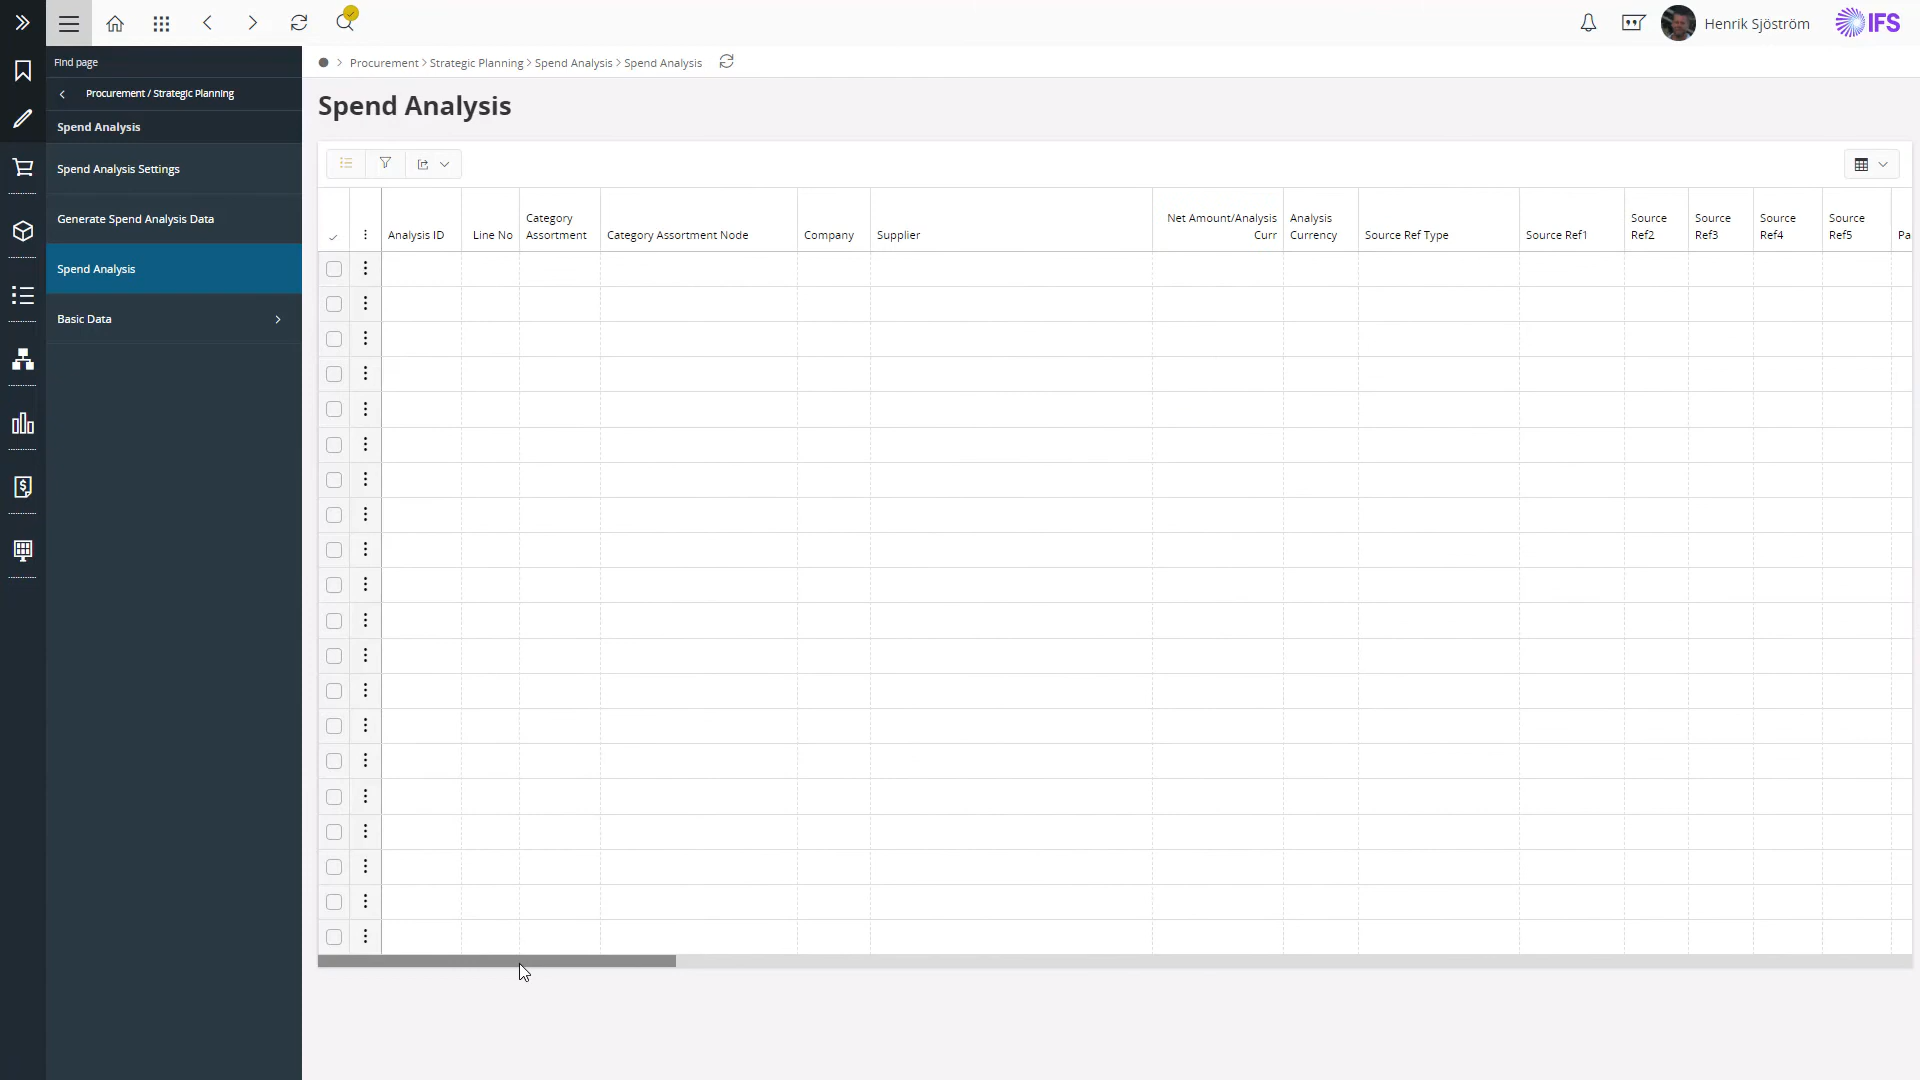 Henrik Sjöström
IFS
Find page
Procurement > Strategic Planning > Spend Analysis > Spend Analysis
Procurement / Strategic Planning
Spend Analysis
Spend Analysis
Spend Analysis Settings
Generate Spend Analysis Data
Spend Analysis
Basic Data
Analysis ID
Line No
Category
Assortment
Category Assortment Node
Company
Supplier
Net Amount/Analysis
Curr
Analysis
Currency
Source Ref Type
Source Ref1
Source
Ref2
Source
Ref3
Source
Ref4
Source
Ref5
Pa